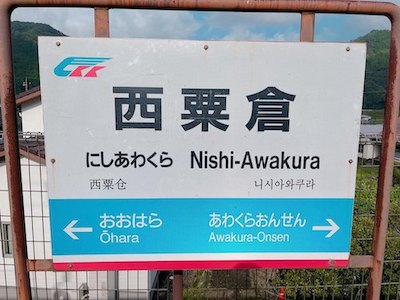 西粟倉
にしあわくら Nishi-Awakura
西粟仓 니시아와쿠라
← おおはら あわくらおんせん →
Ōhara Awakura-Onsen